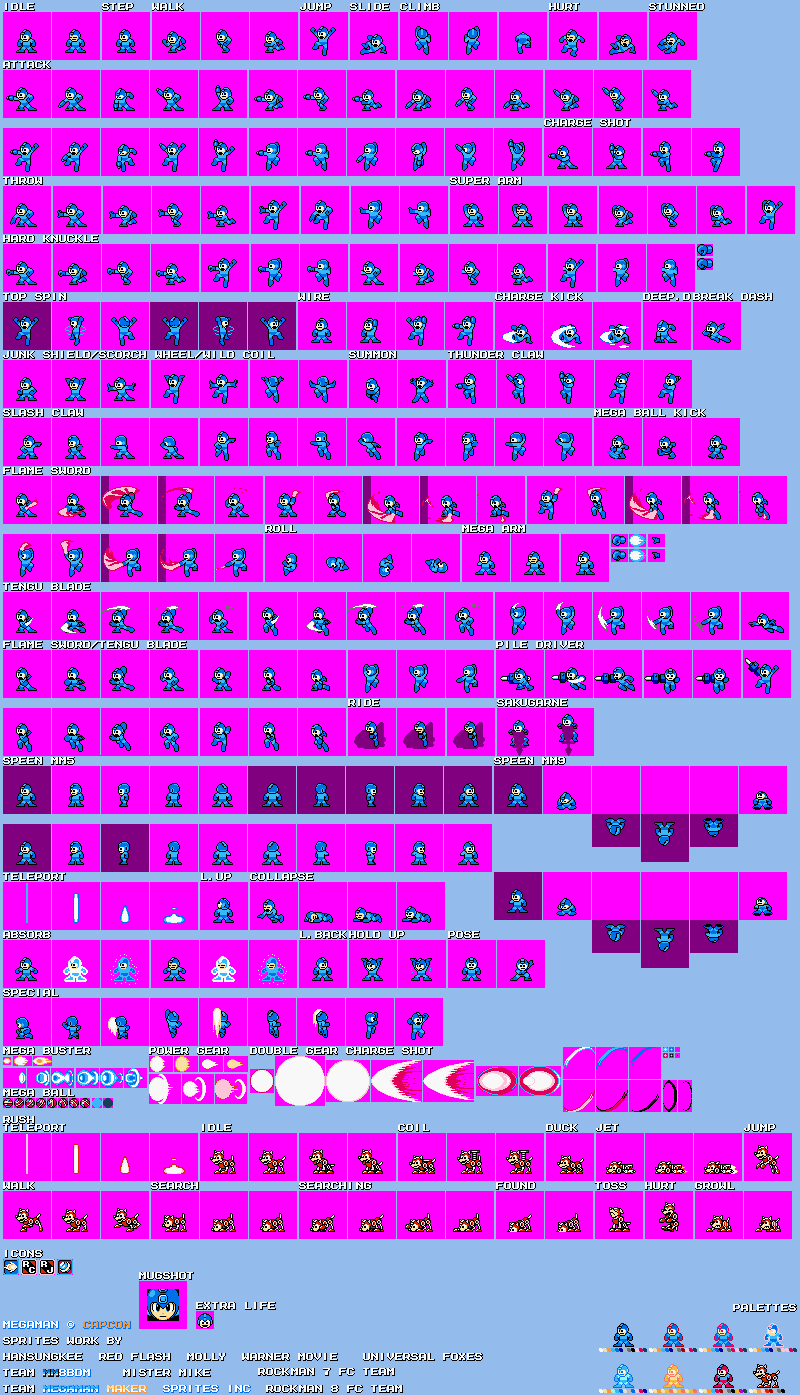 IDLE STEP WALK JUMP SLIDE CLIMB HURT STUNNED
ATTACK
CHARGE SHOT
THROW SUPER ARM
HARD KNUCKLE
TOP SPIN WIRE CHARGE KICK DEEP.D BREAK DASH
JUNK SHIELD/SCORCH WHEEL/WILD COIL SUMMON THUNDER CLAW
SLASH CLAW MEGA BALL KICK
FLAME SWORD
ROLL MEGA ARM
TENGU BLADE
FLAME SWORD/TENGU BLADE PILE DRIVER
RIDE SAKUGARNE
SPEEN MM5 SPEEN MM9
TELEPORT L.UP COLLAPSE
ABSORB L.BACK HOLD UP POSE
SPECIAL
MEGA BUSTER POWER GEAR DOUBLE GEAR CHARGE SHOT
MEGA BALL
RUSH
TELEPORT IDLE COIL DUCK JET JUMP
WALK SEARCH SEARCHING FOUND TOSS HURT GROWL
ICONS
RC RJ
MUGSHOT
EXTRA LIFE
PALETTES
MEGAMAN © CAPCOM
SPRITES WORK BY
HANSUNGKEE RED FLASH MOLLY WARNER MOVIE UNIVERSAL FOXES
TEAM MM8BDM MISTER MIKE ROCKMAN 7 FC TEAM
TEAM MEGAMAN MAKER SPRITES INC ROCKMAN 8 FC TEAM